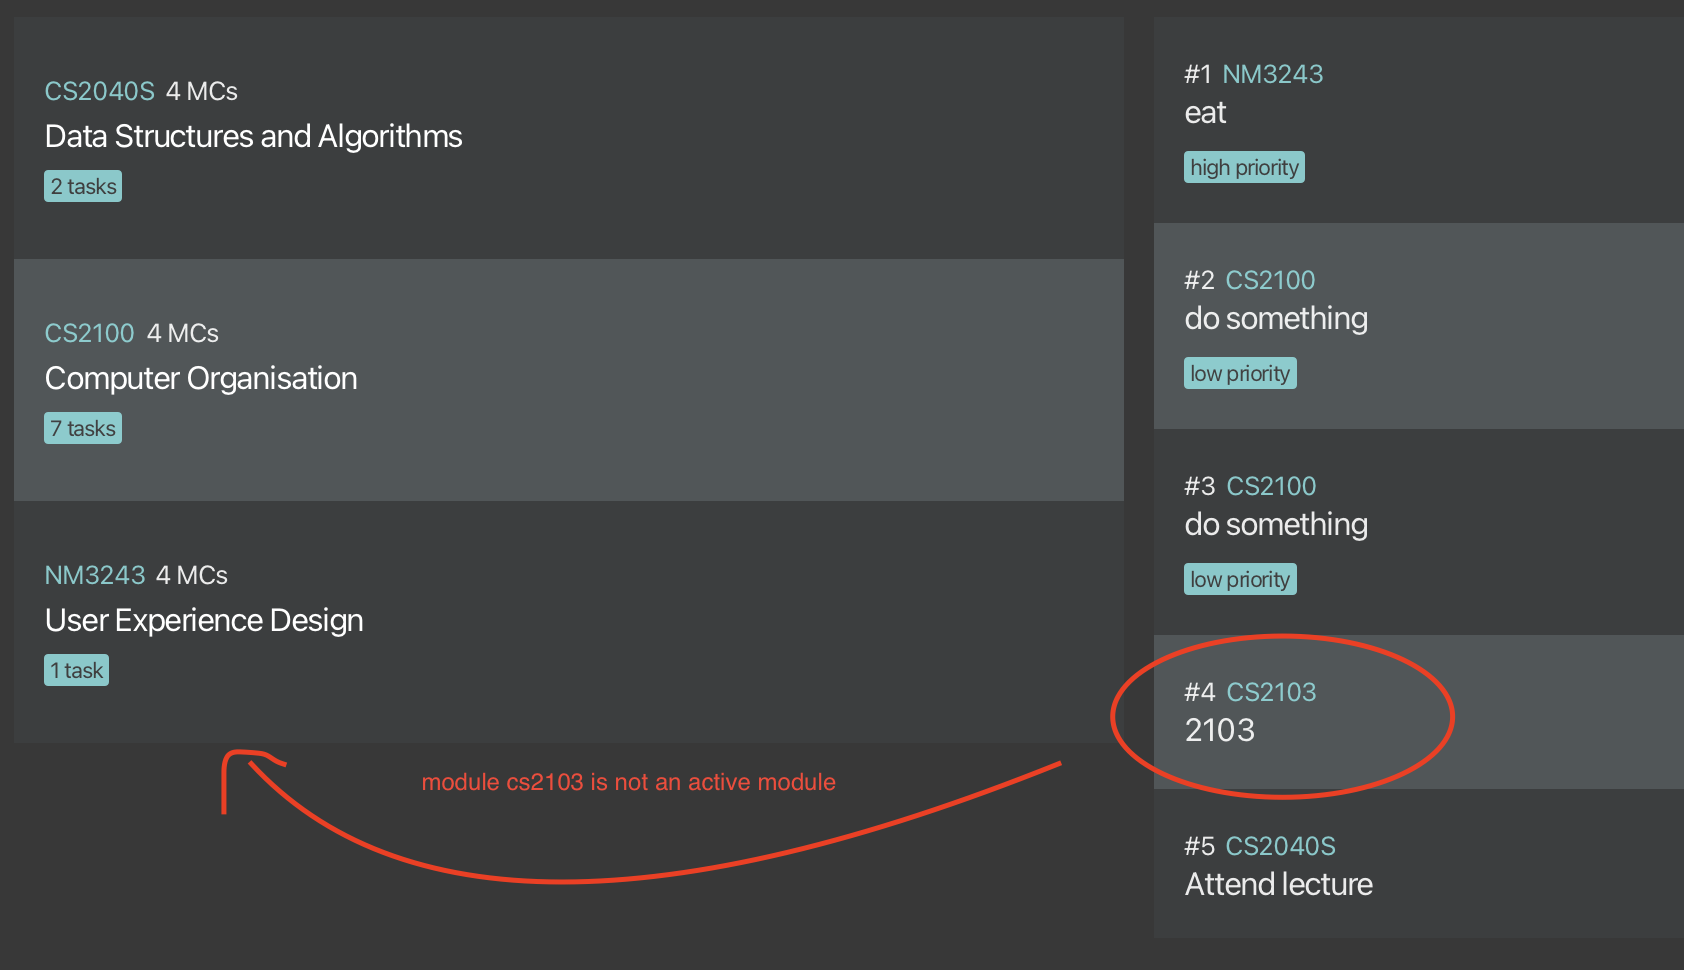 CS2040S 4 MCs
Data Structures and Algorithms
2 tasks
CS2100 4 MCs
Computer Organisation
7 tasks
NM3243 4 MCs
User Experience Design
1 task
module cs2103 is not an active module
#1 NM3243
eat
high priority
#2 CS2100
do something
low priority
#3 CS2100
do something
low priority
#4 CS2103
2103
#5 CS2040S
Attend lecture